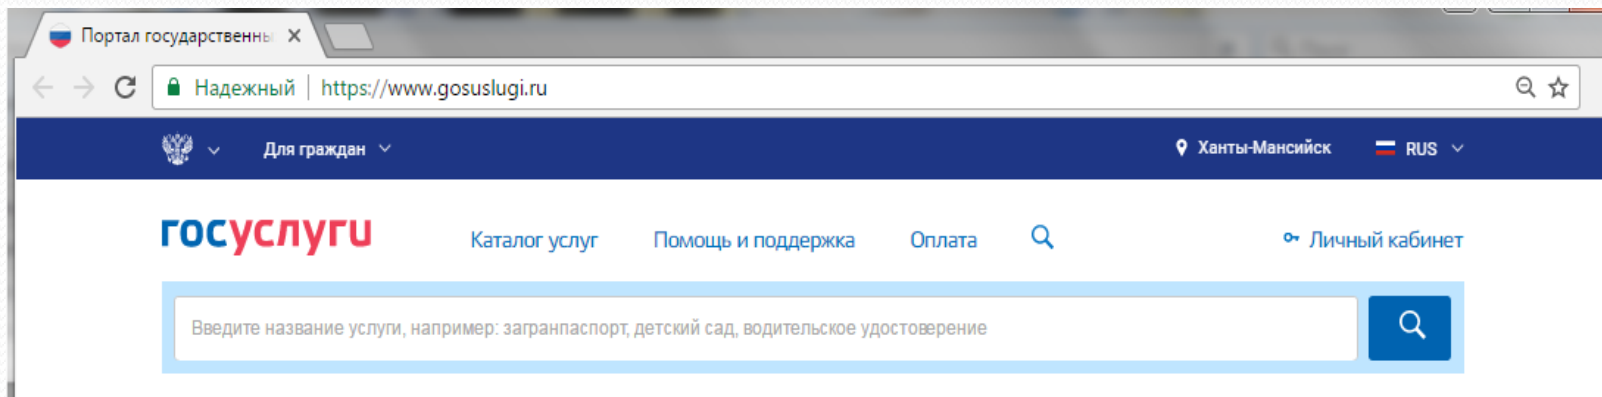 Портал государственны
Надежный | https://www.gosuslugi.ru
Для граждан
Ханты-Мансийск
RUS
госуслуги
Каталог услуг
Помощь и поддержка
Оплата
Личный кабинет
Введите название услуги, например: загранпаспорт, детский сад, водительское удостоверение